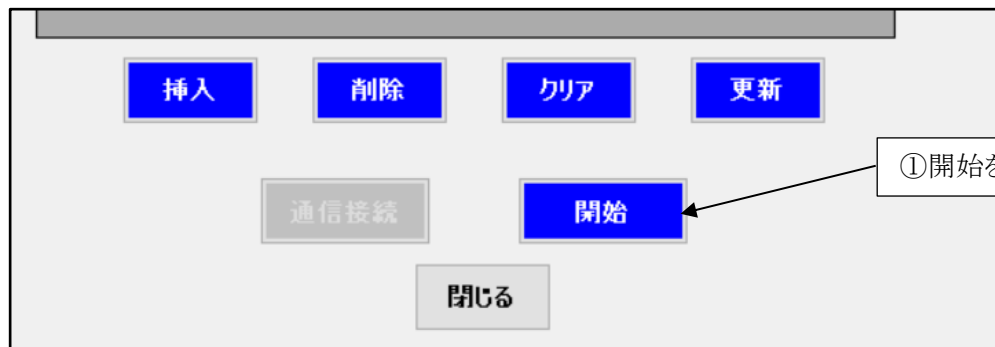 挿入 削除 クリア 更新
①開始を
通信接続 開始
閉じる